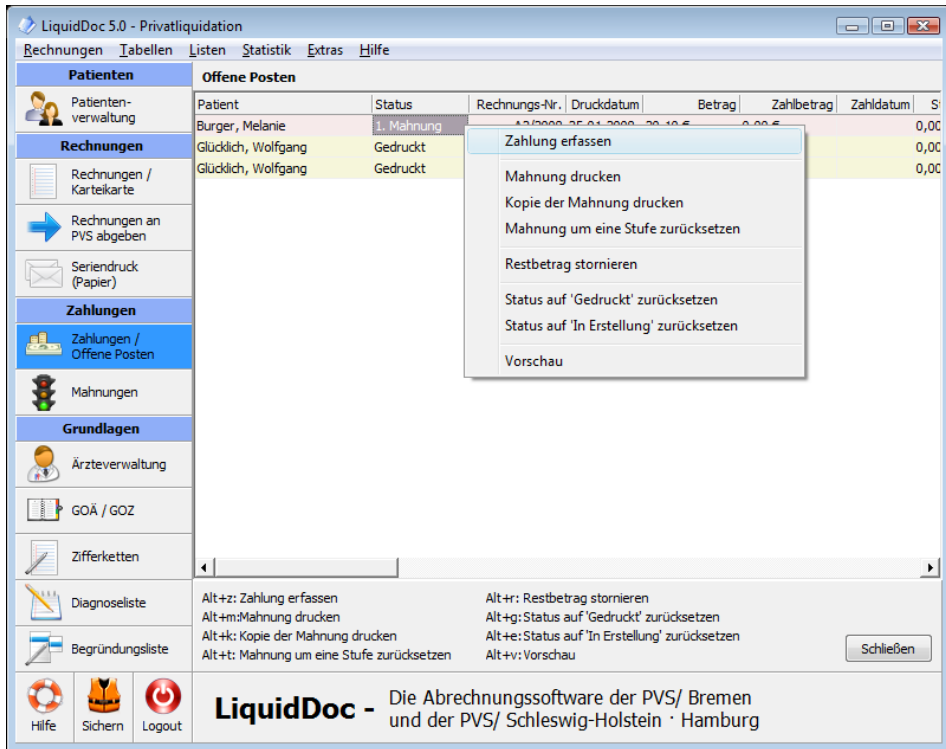 LiquidDoc 5.0 - Privatliquidation
Rechnungen Tabellen Listen Statistik Extras Hilfe
Patienten
Patienten-
verwaltung
Rechnungen
Rechnungen /
Karteikarte
Rechnungen an
PVS abgeben
Seriendruck
(Papier)
Zahlungen
Zahlungen /
Offene Posten
Mahnungen
Grundlagen
Ärzteverwaltung
GOÄ / GOZ
Zifferketten
Diagnoseliste
Begründungsliste
Hilfe Sichern Logout
Offene Posten
Patient Status Rechnungs-Nr. Druckdatum Betrag Zahlbetrag Zahldatum
Burger, Melanie 1. Mahnung 0,00
Glücklich, Wolfgang Gedruckt 0,00
Glücklich, Wolfgang Gedruckt 0,00
Zahlung erfassen
Mahnung drucken
Kopie der Mahnung drucken
Mahnung um eine Stufe zurücksetzen
Restbetrag stornieren
Status auf 'Gedruckt' zurücksetzen
Status auf 'In Erstellung' zurücksetzen
Vorschau
Alt+z: Zahlung erfassen
Alt+m:Mahnung drucken
Alt+k: Kopie der Mahnung drucken
Alt+t: Mahnung um eine Stufe zurücksetzen
Alt+r: Restbetrag stornieren
Alt+g:Status auf 'Gedruckt' zurücksetzen
Alt+e:Status auf 'In Erstellung' zurücksetzen
Alt+v:Vorschau
Schließen
LiquidDoc - Die Abrechnungssoftware der PVS/ Bremen
und der PVS/ Schleswig-Holstein · Hamburg